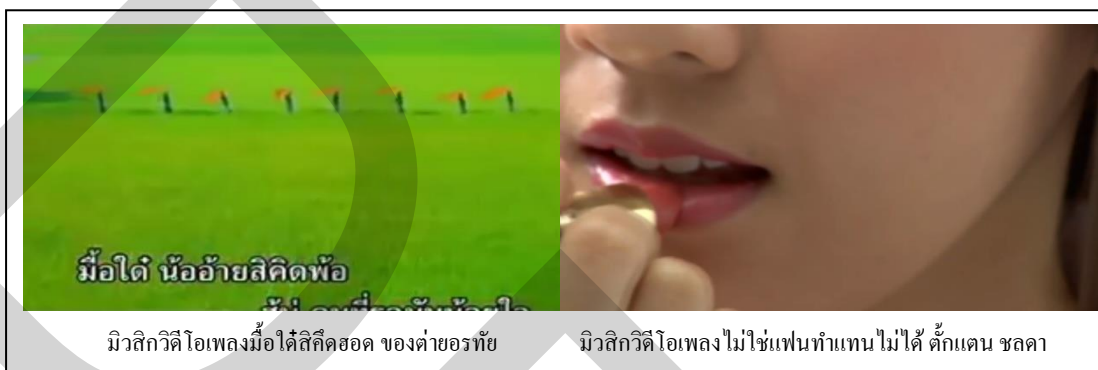 มื้อใด๋ น้ออ้ายสิคิดพ้อ
มิวสิกวิดีโอเพลงมื้อใด๋สิคึดฮอด ของต่ายอรทัย
มิวสิกวิดีโอเพลงไม่ใช่แฟนทำแทนไม่ได้ ตั๊กแตน ชลดา